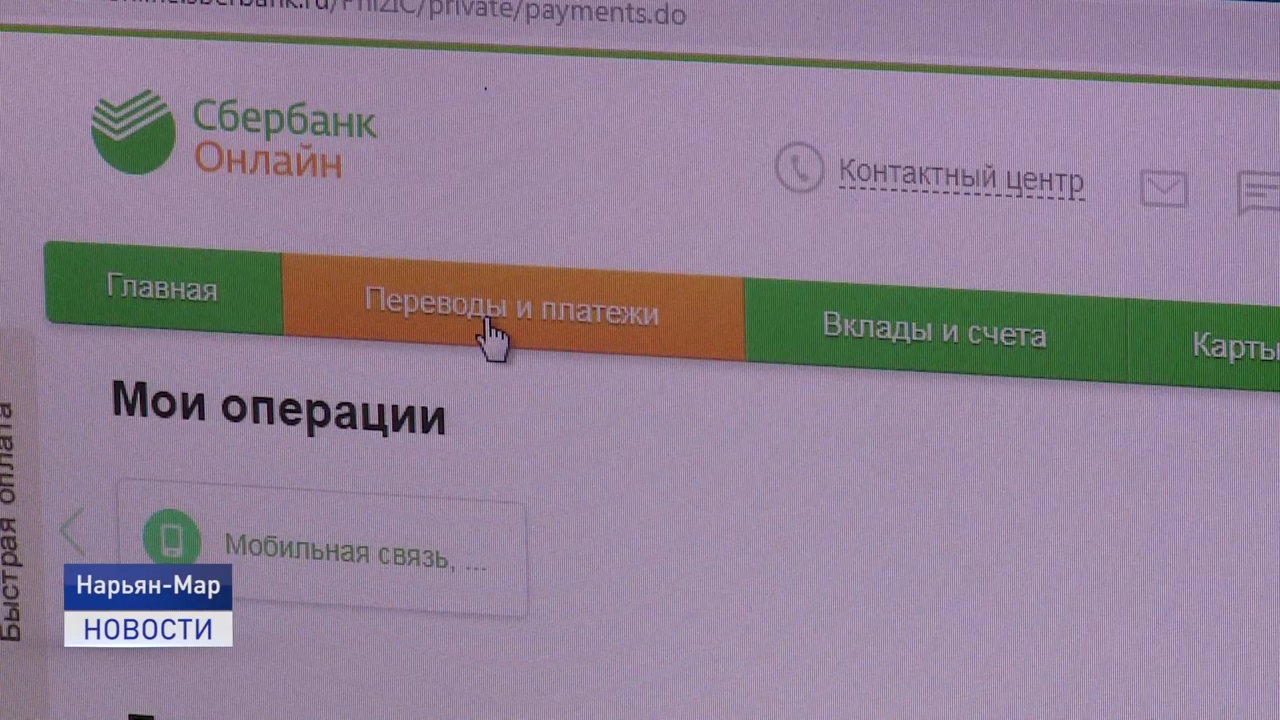 onlinesberbank.ru/PhizIC/private/payments.do
Сбербанк
Онлайн
Контактный центр
Главная
Переводы и платежи
Вклады и счета
Карты
Мои операции
Мобильная связь, ...
Быстрая оплата
Нарьян-Мар
НОВОСТИ